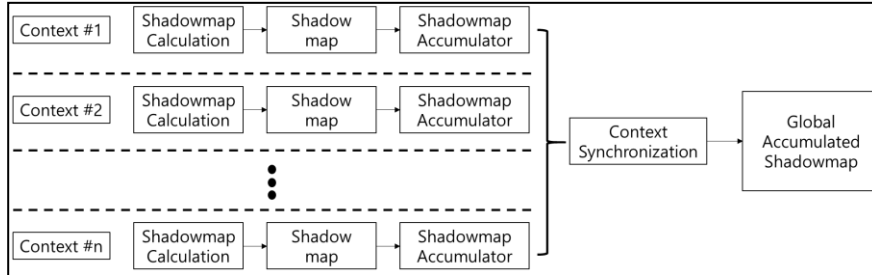 Context #1
Shadowmap
Calculation
Shadow
map
Shadowmap
Accumulator
Context #2
Shadowmap
Calculation
Shadow
map
Shadowmap
Accumulator
Context #n
Shadowmap
Calculation
Shadow
map
Shadowmap
Accumulator
Context
Synchronization
Global
Accumulated
Shadowmap